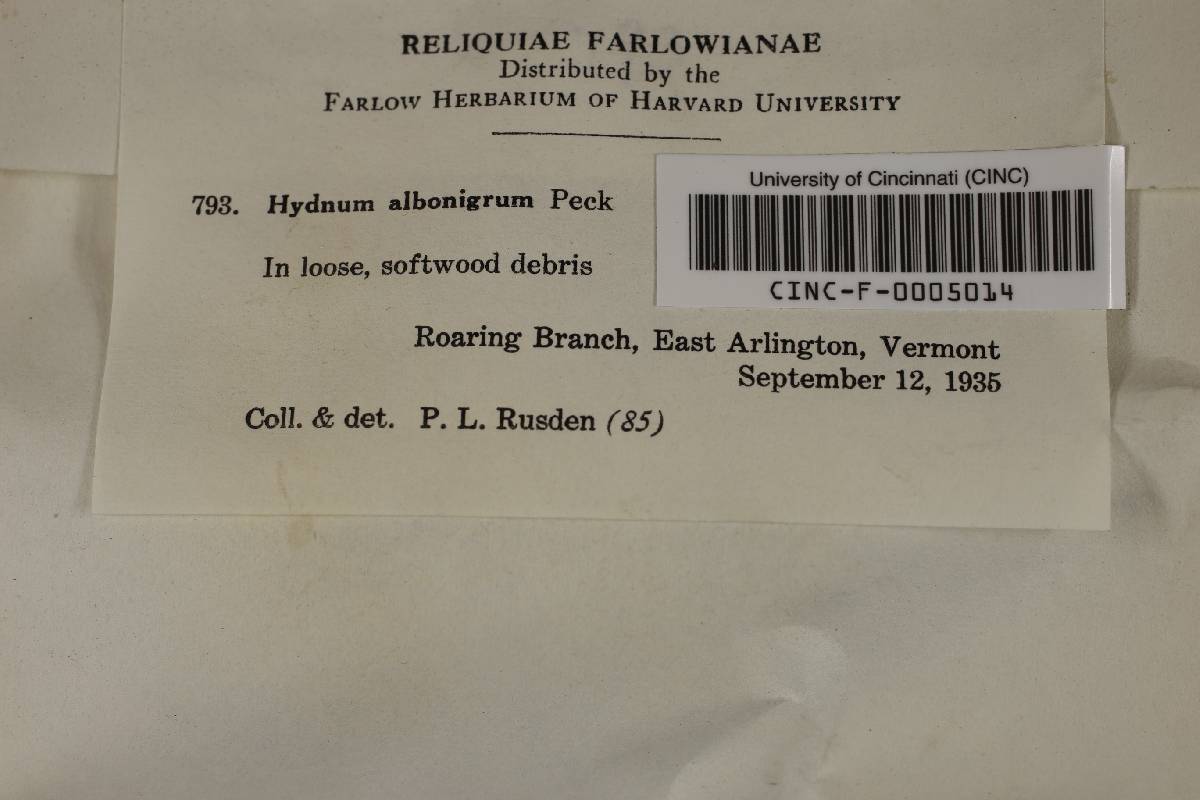 RELIQUIAE FARLOWIANAE
Distributed by the
FARLOW HERBARIUM OF HARVARD UNIVERSITY
793. Hydnum albonigrum Peck
In loose, softwood debris
University of Cincinnati (CINC)
CINC-F-0005014
Roaring Branch, East Arlington, Vermont
September 12, 1935
Coll. & det. P. L. Rusden (85)